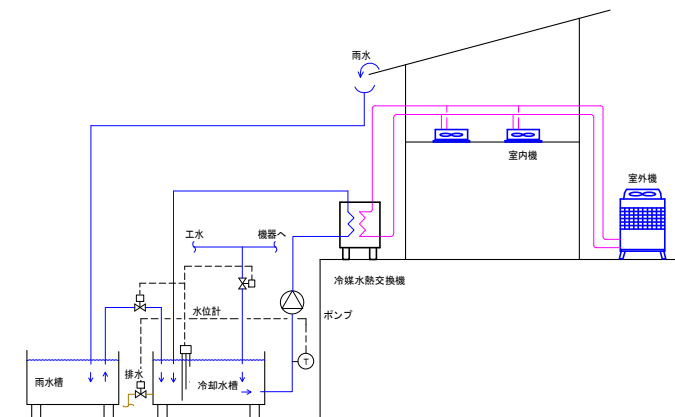 雨水
室内機
室外機
工水
機器へ
冷媒水熱交換機
水位計
ポンプ
T
排水
雨水槽
冷却水槽